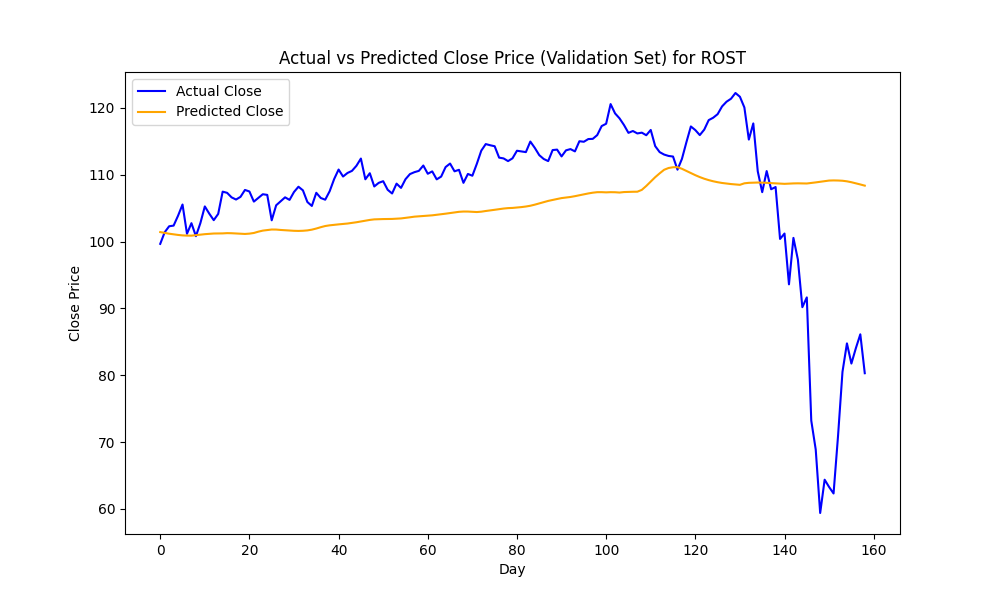 Actual vs Predicted Close Price (Validation Set) for ROST
Actual Close
Predicted Close
Close Price
120
110
100
90
80
70
60
0 20 40 60 80 100 120 140 160
Day